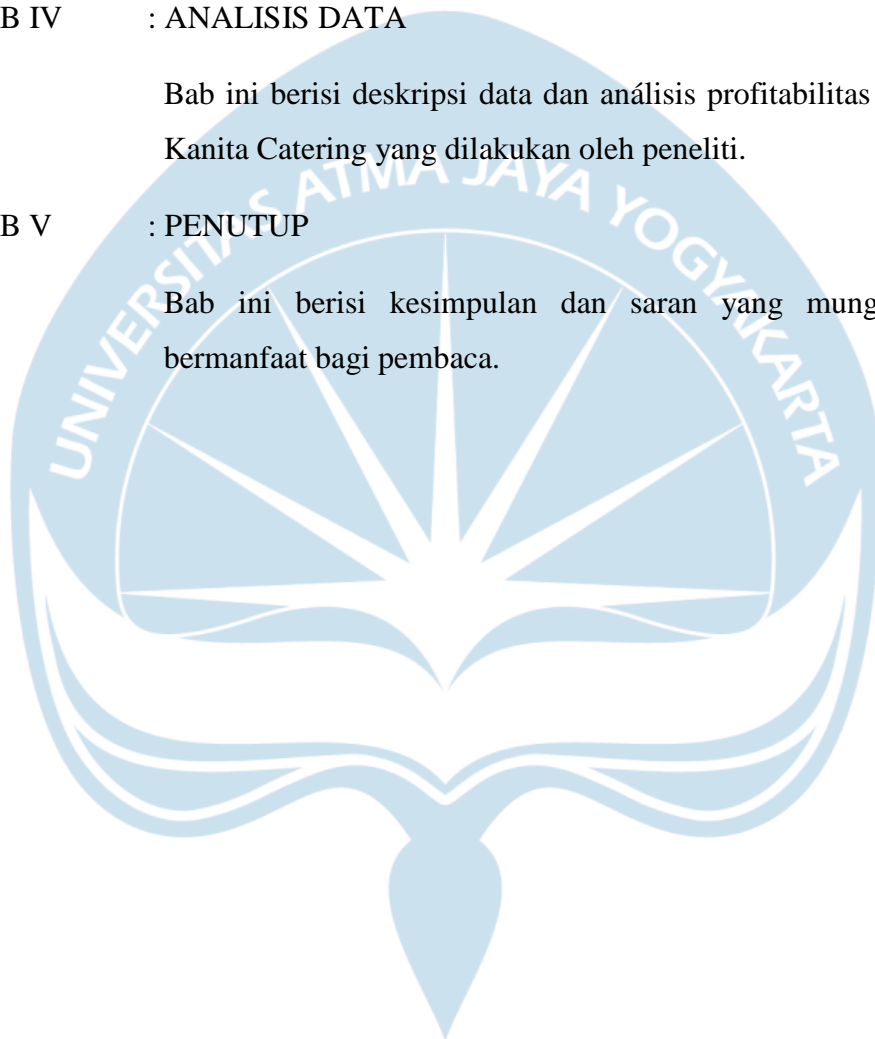 B IV : ANALISIS DATA
Bab ini berisi deskripsi data dan análisis profitabilitas
Kanita Catering yang dilakukan oleh peneliti.
UNIVERSITAS ATMA JAYA YOGYAKARTA
B V : PENUTUP
Bab ini berisi kesimpulan dan saran yang mung
bermanfaat bagi pembaca.